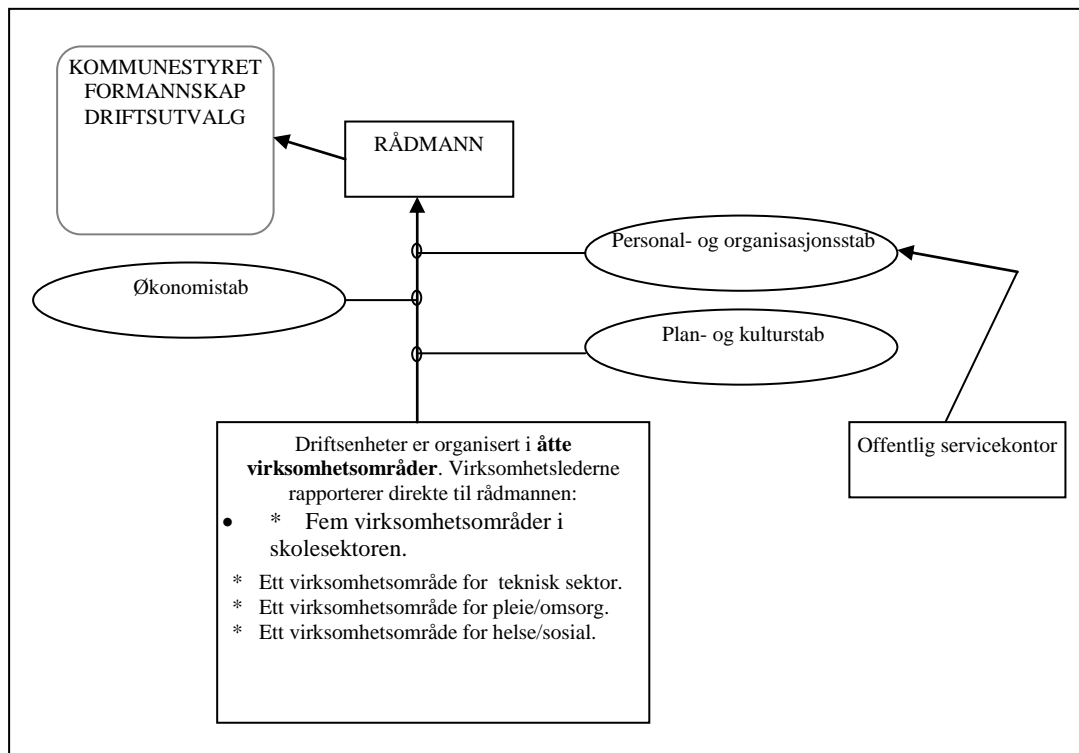 KOMMUNESTYRET
FORMANNSKAP
DRIFTSUTVALG
RÅDMANN
Personal- og organisasjonsstab
Økonomistab
Plan- og kulturstab
Offentlig servicekontor
Driftsenheter er organisert i åtte
virksomhetsområder. Virksomhetslederne
rapporterer direkte til rådmannen:
• * Fem virksomhetsområder i
skolesektoren.
* Ett virksomhetsområde for teknisk sektor.
* Ett virksomhetsområde for pleie/omsorg.
* Ett virksomhetsområde for helse/sosial.